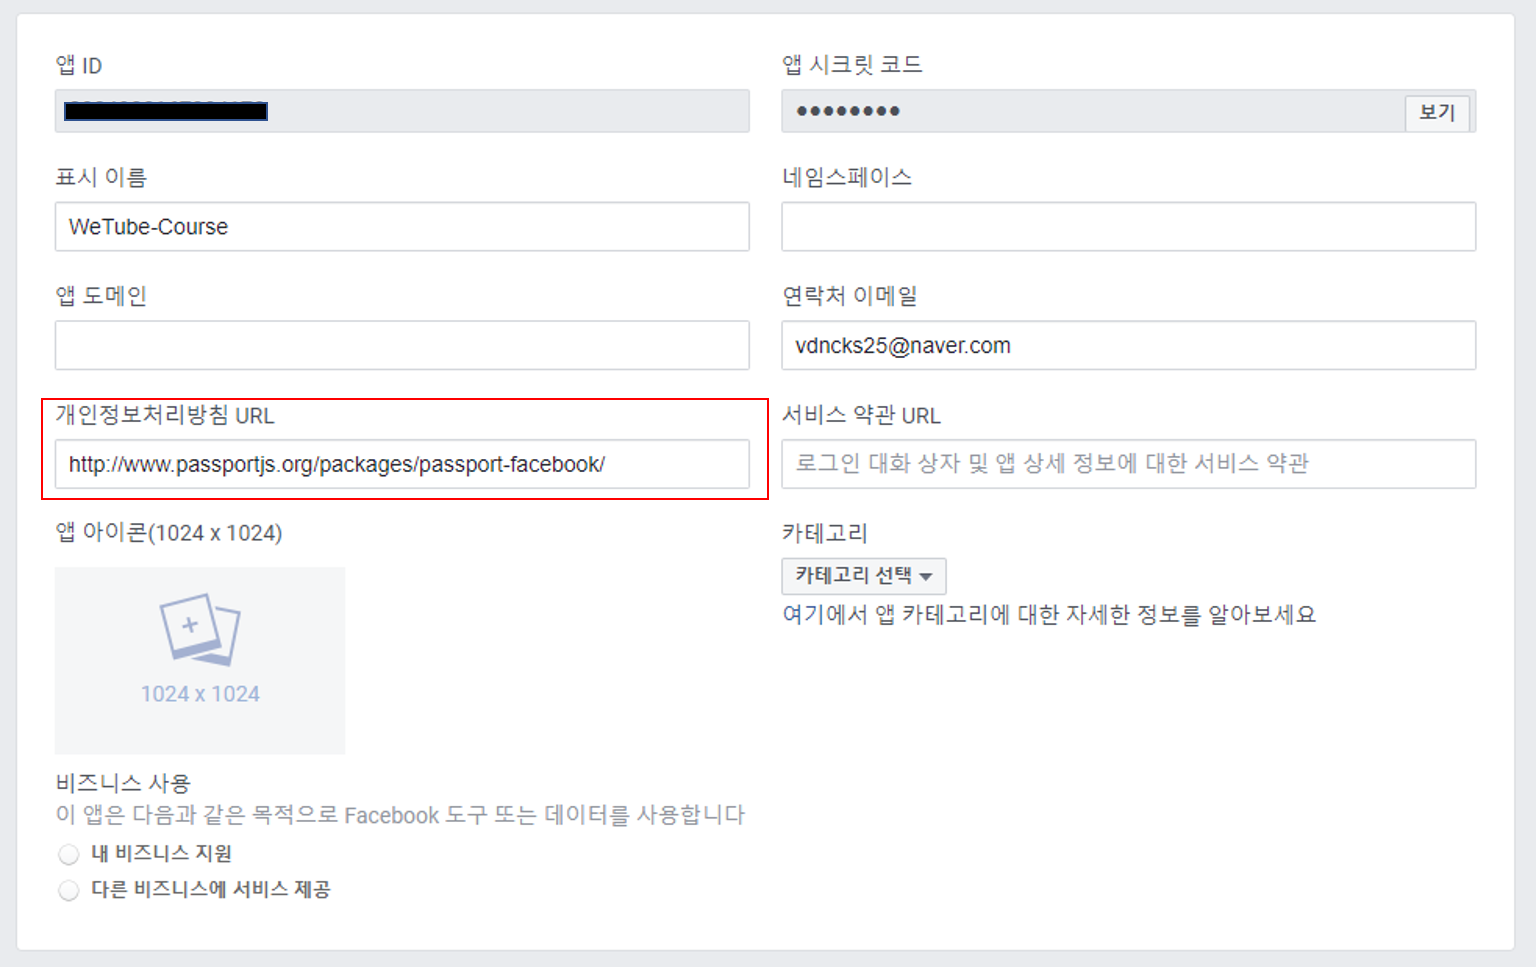 앱 ID
앱 시크릿 코드
●●●●●●●●
보기
표시 이름
WeTube-Course
네임스페이스
앱 도메인
연락처 이메일
vdncks25@naver.com
개인정보처리방침 URL
http://www.passportjs.org/packages/passport-facebook/
서비스 약관 URL
로그인 대화 상자 및 앱 상세 정보에 대한 서비스 약관
앱 아이콘(1024 x 1024)
1024 x 1024
카테고리
카테고리 선택
여기에서 앱 카테고리에 대한 자세한 정보를 알아보세요
비즈니스 사용
이 앱은 다음과 같은 목적으로 Facebook 도구 또는 데이터를 사용합니다
내 비즈니스 지원
다른 비즈니스에 서비스 제공